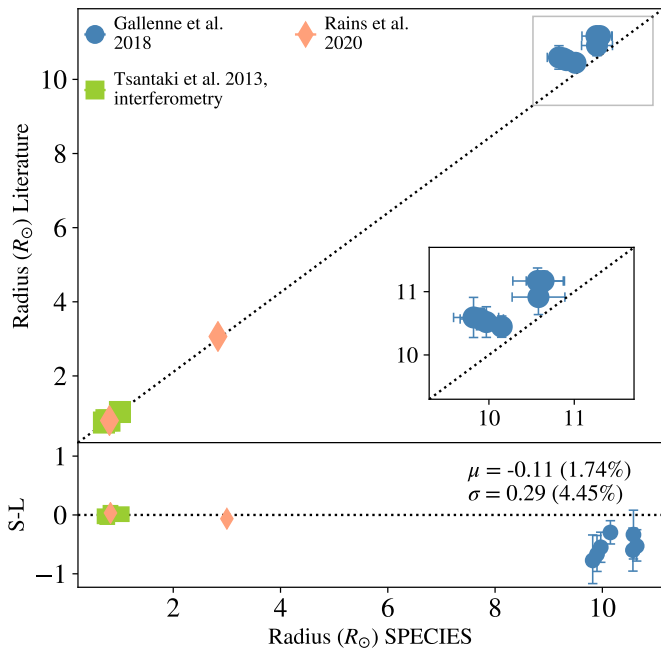 Gallenne et al.
2018
Rains et al.
2020
Tsantaki et al. 2013,
interferometry
Radius (R⊙) Literature
10
8
6
4
2
11
10
10
11
μ = -0.11 (1.74%)
σ = 0.29 (4.45%)
S-L
1
0
−1
2
4
6
8
10
Radius (R⊙) SPECIES